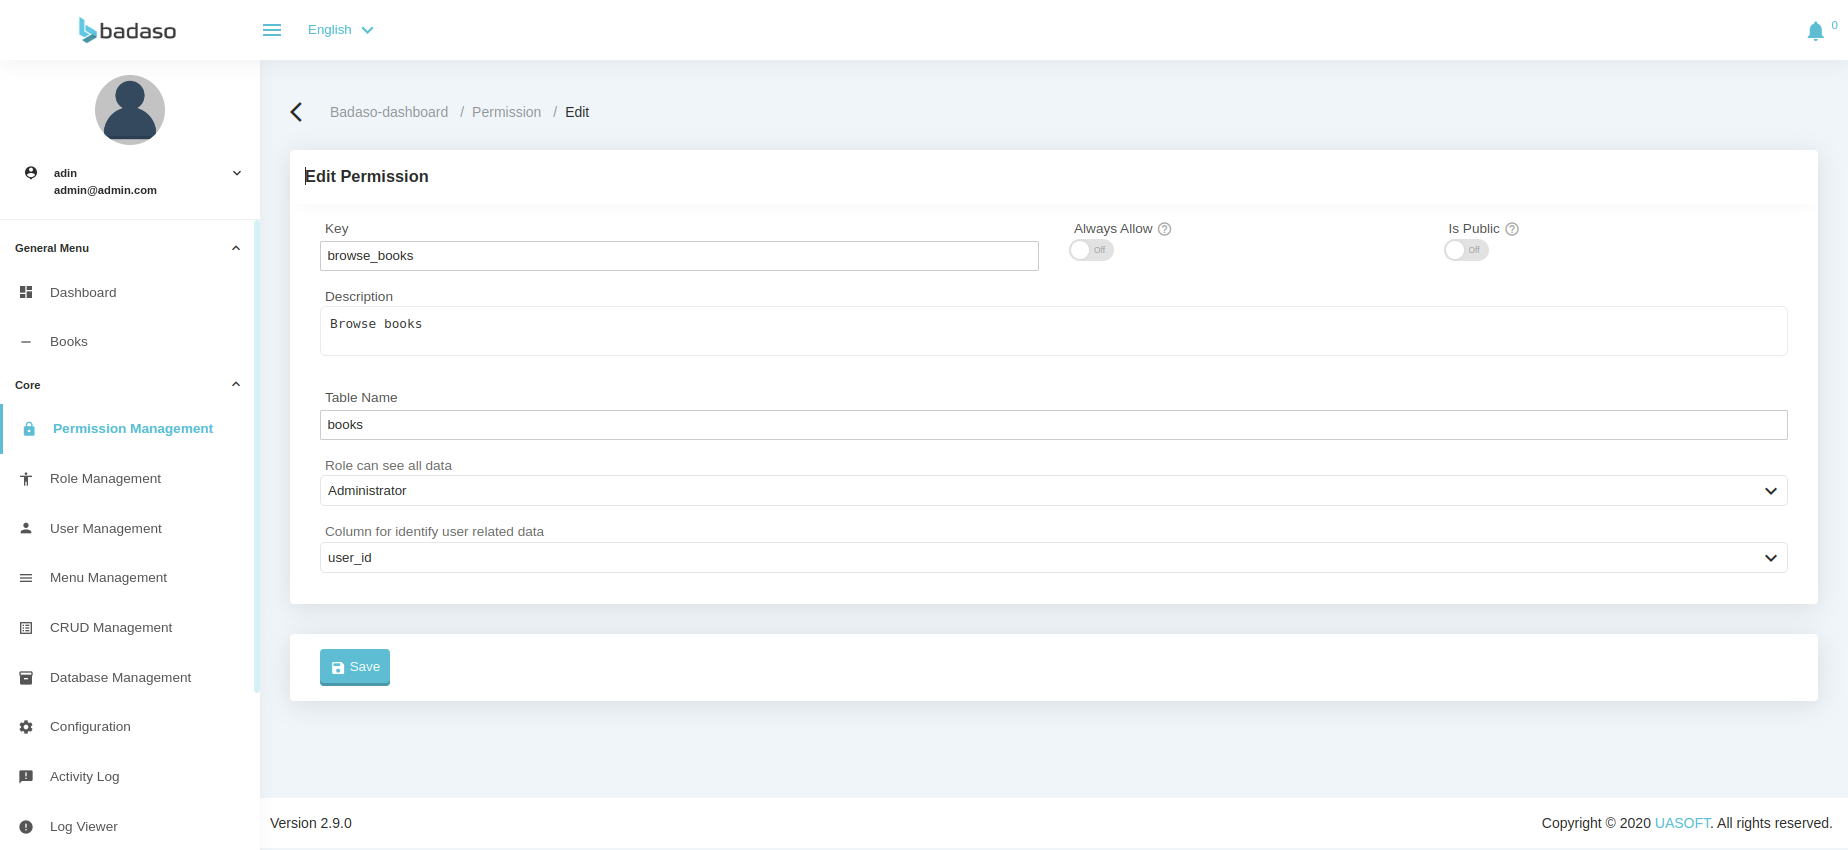 badaso
English
0
adin
admin@admin.com
General Menu
Dashboard
Books
Core
Permission Management
Role Management
User Management
Menu Management
CRUD Management
Database Management
Configuration
Activity Log
Log Viewer
Badaso-dashboard / Permission / Edit
Edit Permission
Key
browse_books
Always Allow ?
Off
Is Public ?
Off
Description
Browse books
Table Name
books
Role can see all data
Administrator
Column for identify user related data
user_id
Save
Version 2.9.0
Copyright © 2020 UASOFT. All rights reserved.